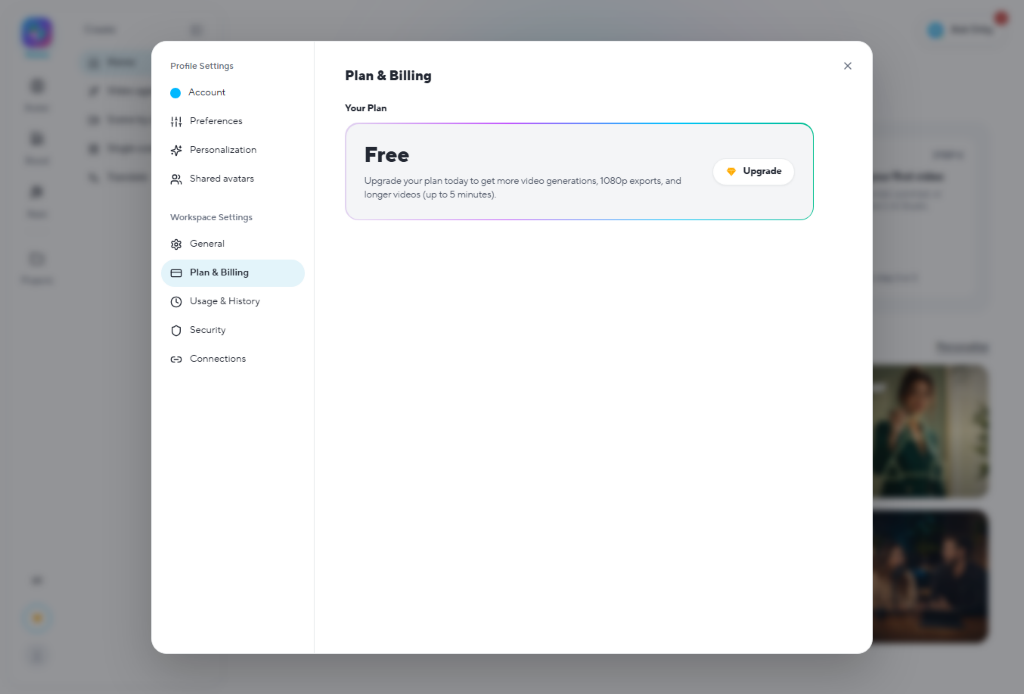 Profile Settings
Account
Preferences
Personalization
Shared avatars
Workspace Settings
General
Plan & Billing
Usage & History
Security
Connections
Plan & Billing
Your Plan
Free
Upgrade your plan today to get more video generations, 1080p exports, and
longer videos (up to 5 minutes).
Upgrade